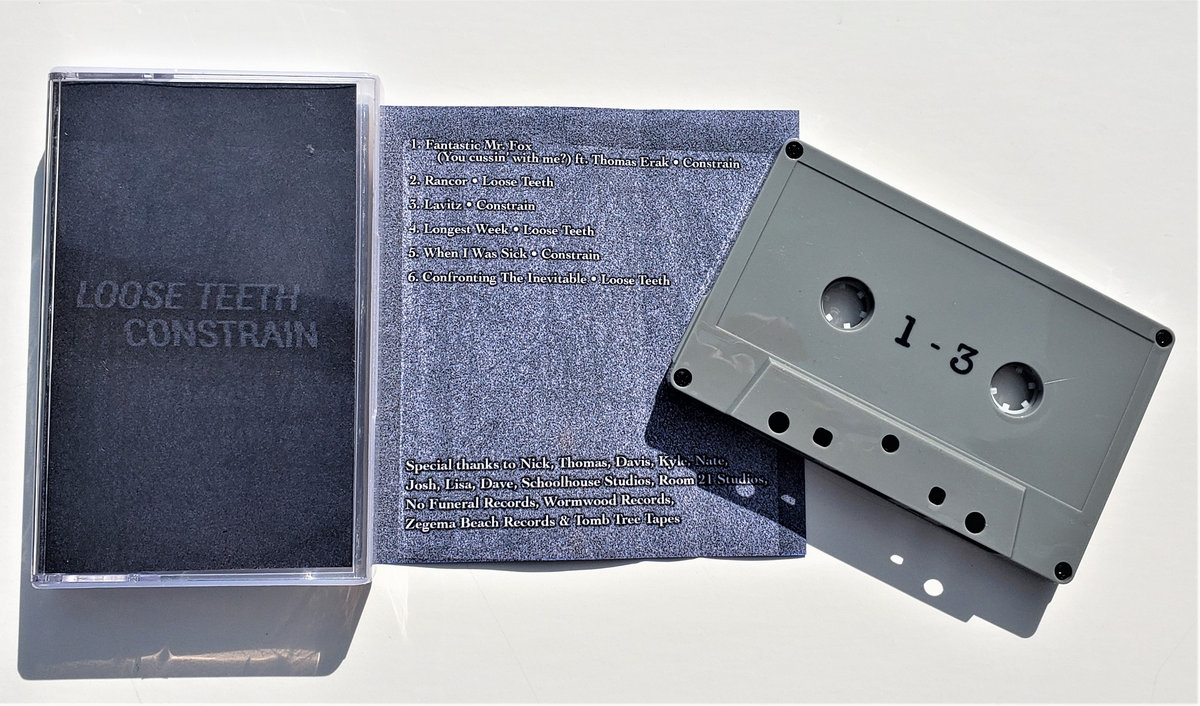 LOOSE TEETH
CONSTRAIN
1. Fantastic Mr. Fox
(You cussin' with me?) ft. Thomas Erak • Constrain
2. Rancor • Loose Teeth
3. Lavitz • Constrain
4. Longest Week • Loose Teeth
5. When I Was Sick • Constrain
6. Confronting The Inevitable • Loose Teeth
Special thanks to Nick, Thomas, Davis, Kyle, Nate,
Josh, Lisa, Dave, Schoolhouse Studios, Room 21 Studios,
No Funeral Records, Wormwood Records,
Zegema Beach Records & Tomb Tree Tapes
1-3